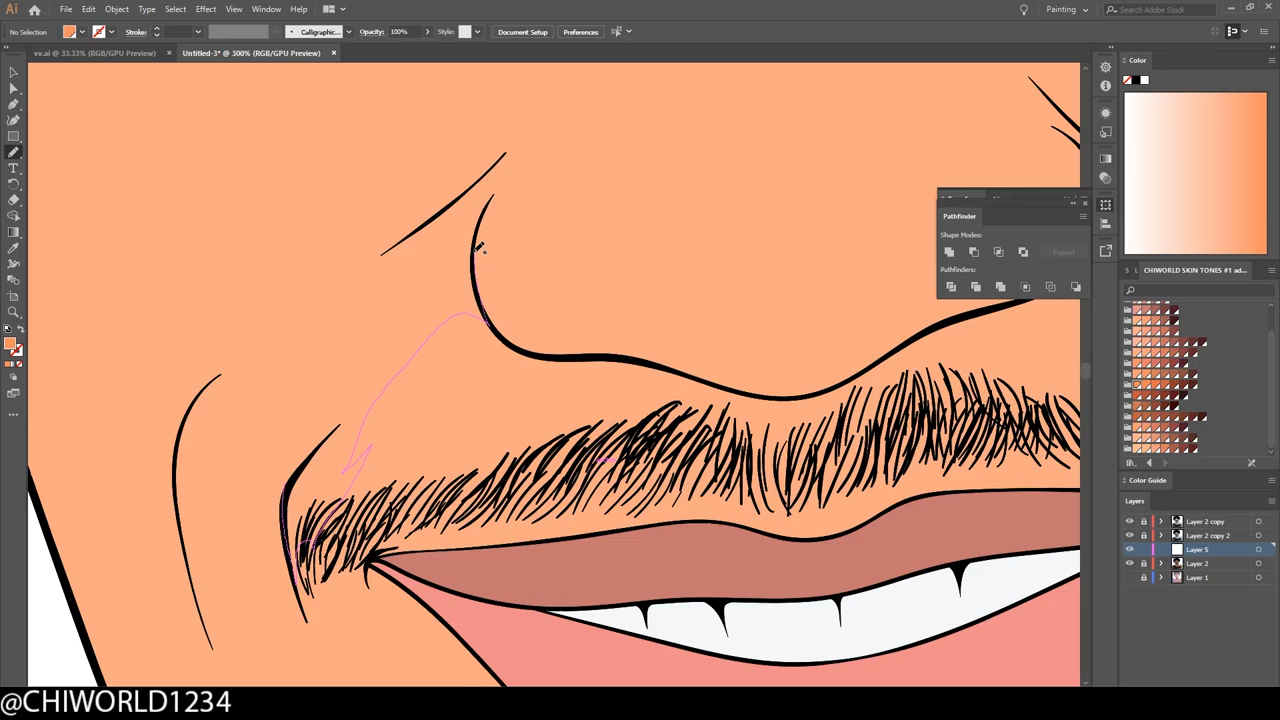 Ai File Edit Object Type Select Effect View Window Help Painting Search Adobe Stock
No Selection Stroke: Calligraphic... Opacity: 100% Style: Document Setup Preferences
vv.ai @ 33.33% (RGB/GPU Preview) × Untitled-3* @ 300% (RGB/GPU Preview) ×
Color
Pathfinder
Shape Modes:
Expand
Pathfinders:
S L CHIWORLD SKIN TONES #1 ad...
Color Guide
Layers
Layer 2 copy
Layer 2 copy 2
Layer 5
Layer 2
Layer 1
@CHIWORLD1234